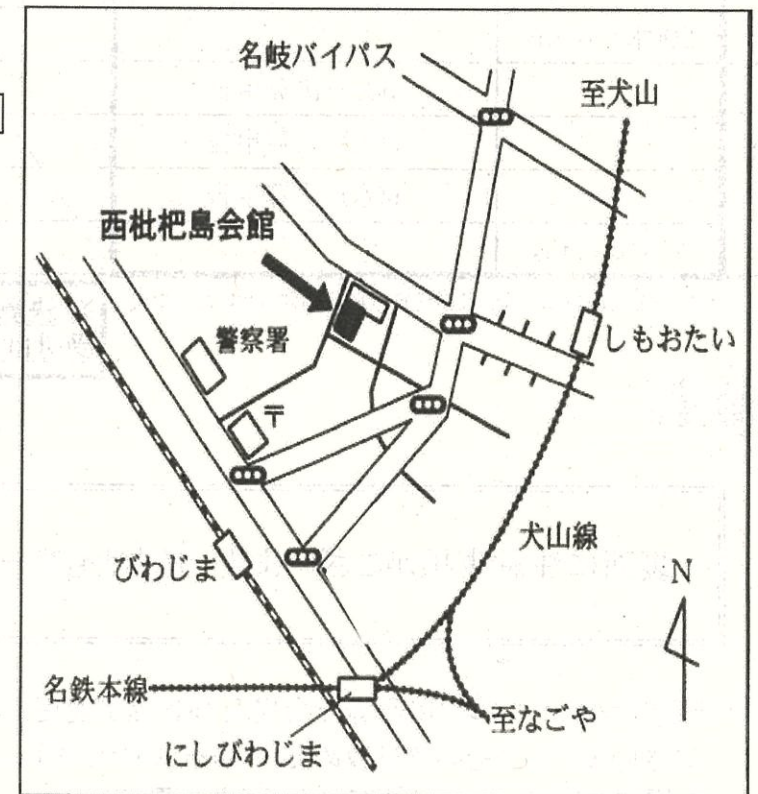 名岐バイパス
至犬山
西枇杷島会館
しもおたい
警察署
〒
犬山線
びわじま
N
名鉄本線
至なごや
にしびわじま